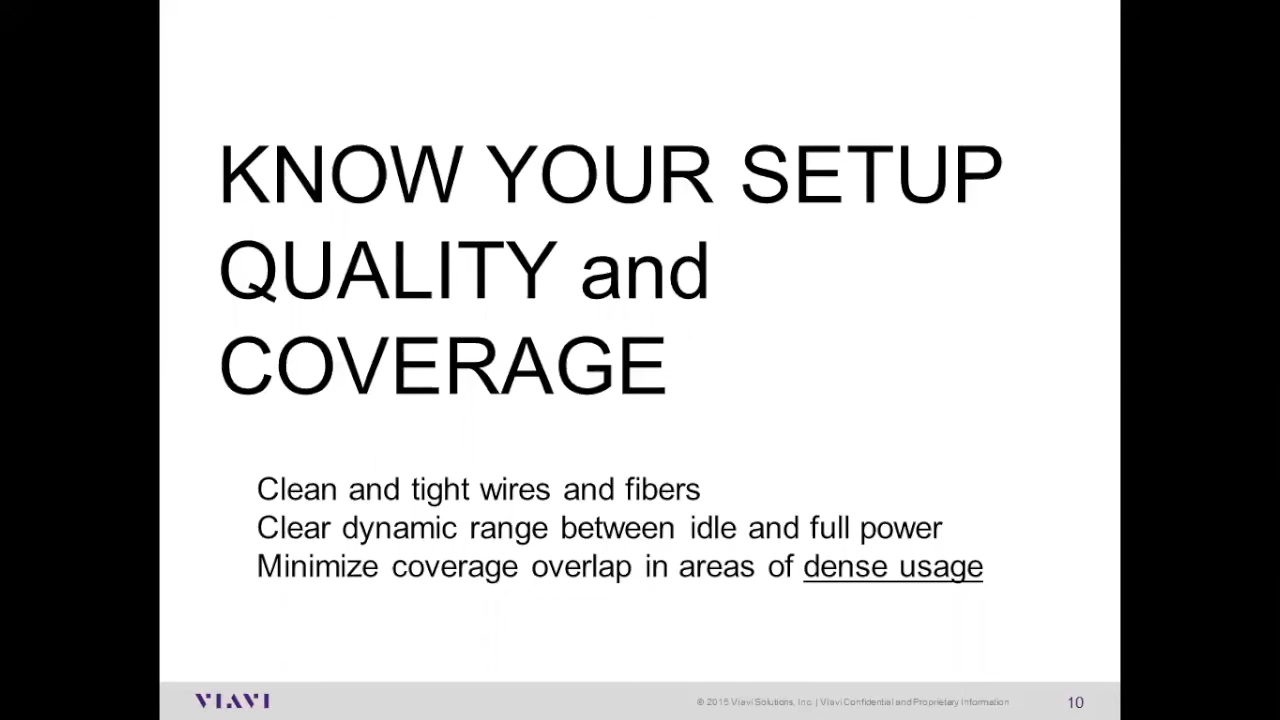 KNOW YOUR SETUP
QUALITY and
COVERAGE
Clean and tight wires and fibers
Clear dynamic range between idle and full power
Minimize coverage overlap in areas of dense usage
VIAVI
© 2015 Viavi Solutions, Inc. | Viavi Confidential and Proprietary Information
10